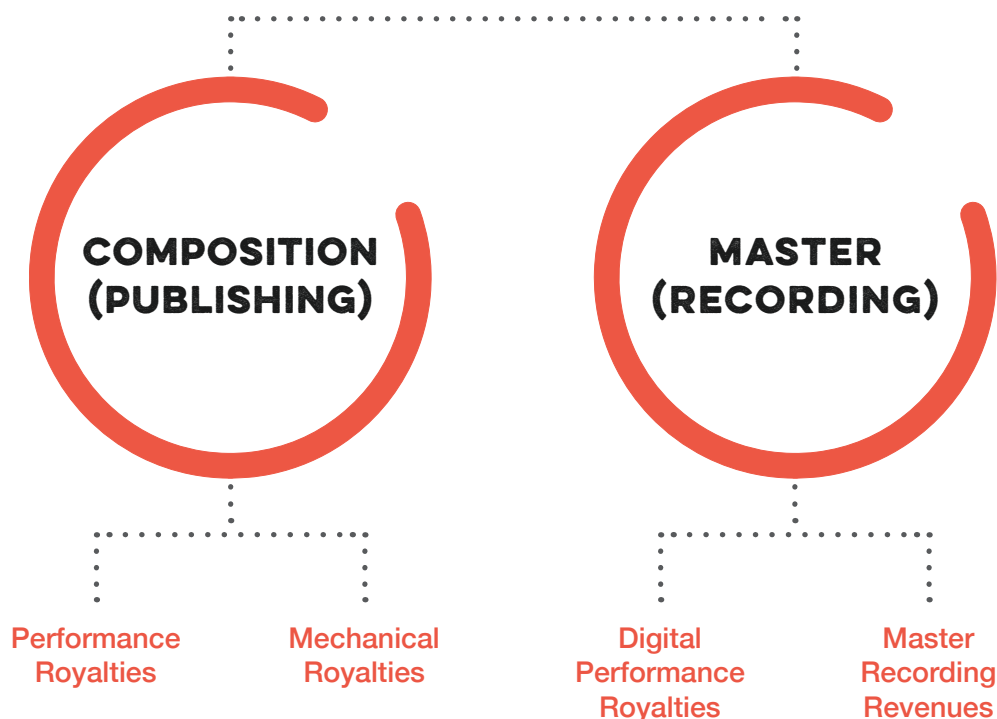 COMPOSITION
(PUBLISHING)
MASTER
(RECORDING)
Performance
Royalties
Mechanical
Royalties
Digital
Performance
Royalties
Master
Recording
Revenues